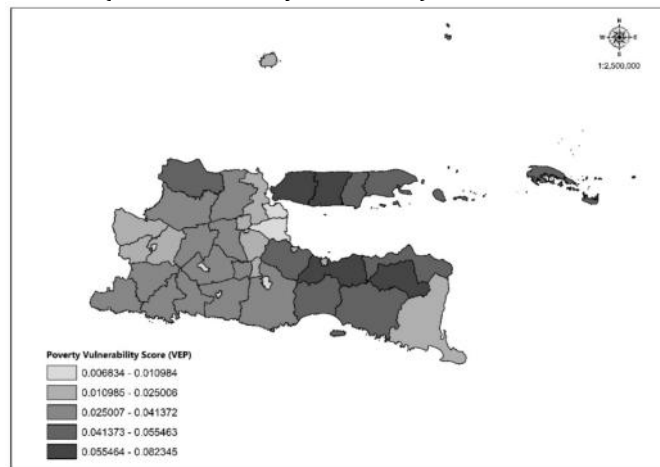 N
W E
S
1:2,500,000
Poverty Vulnerability Score (VEP)
0.006834 - 0.010984
0.010985 - 0.025006
0.025007 - 0.041372
0.041373 - 0.055463
0.055464 - 0.082345